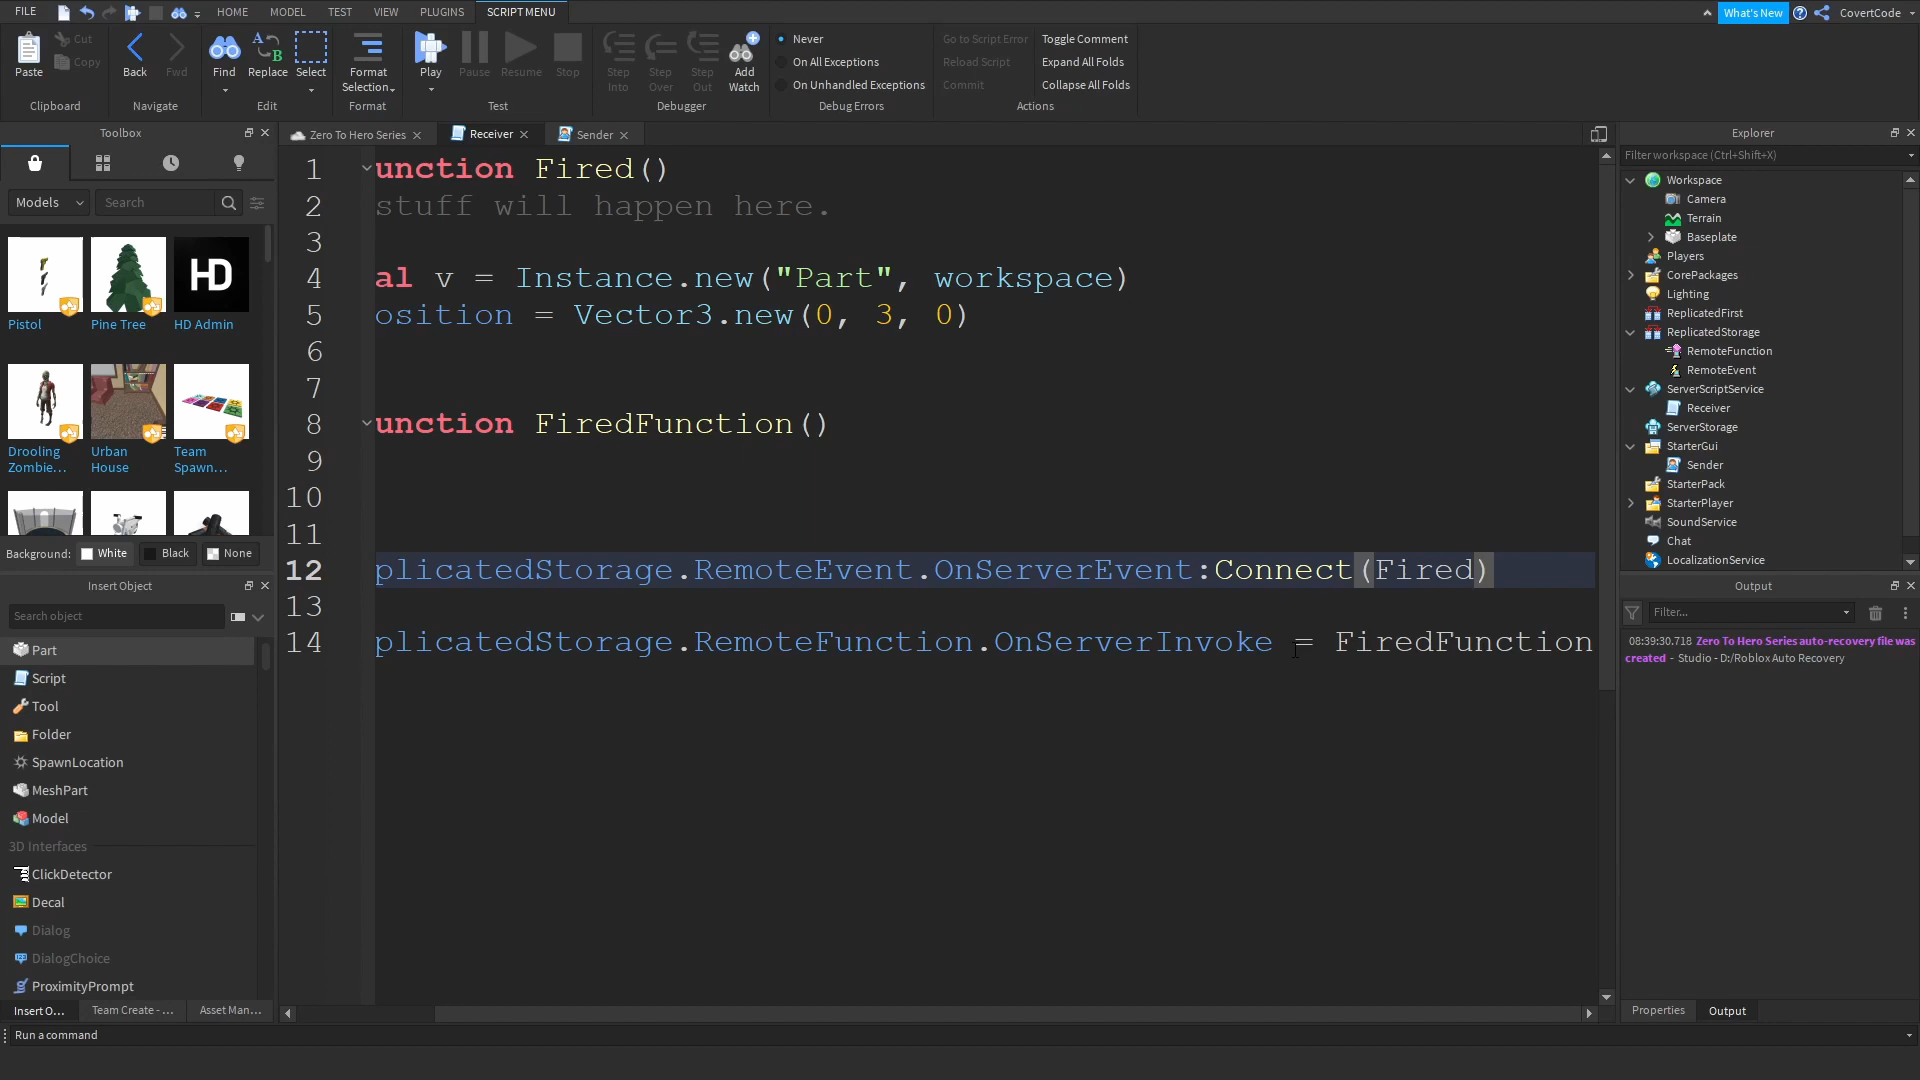 FILE HOME MODEL TEST VIEW PLUGINS SCRIPT MENU What's New CovertCode
Paste Cut Copy Clipboard
Back Fwd Navigate
Find Replace Select Edit
Format Selection Format
Play Pause Resume Stop Test
Step Into Step Over Step Out Add Watch Debugger
Never
On All Exceptions
On Unhandled Exceptions
Debug Errors
Go to Script Error Toggle Comment
Reload Script Expand All Folds
Commit Collapse All Folds
Actions
Toolbox
Models Search
HD
Pistol Pine Tree HD Admin
Drooling Zombie... Urban House Team Spawn...
Background: White Black None
Insert Object
Search object
Part
Script
Tool
Folder
SpawnLocation
MeshPart
Model
3D Interfaces
ClickDetector
Decal
Dialog
DialogChoice
ProximityPrompt
Insert O... Team Create - ... Asset Man...
Run a command
Zero To Hero Series Receiver Sender
1 unction Fired()
2 stuff will happen here.
3
4 al v = Instance.new("Part", workspace)
5 osition = Vector3.new(0, 3, 0)
6
7
8 unction FiredFunction()
9
10
11
12 plicatedStorage.RemoteEvent.OnServerEvent:Connect(Fired)
13
14 plicatedStorage.RemoteFunction.OnServerInvoke = FiredFunction
Explorer
Filter workspace (Ctrl+Shift+X)
Workspace
Camera
Terrain
Baseplate
Players
CorePackages
Lighting
ReplicatedFirst
ReplicatedStorage
RemoteFunction
RemoteEvent
ServerScriptService
Receiver
ServerStorage
StarterGui
Sender
StarterPack
StarterPlayer
SoundService
Chat
LocalizationService
Output
Filter...
08:39:30.718 Zero To Hero Series auto-recovery file was
created - Studio - D:/Roblox Auto Recovery
Properties Output